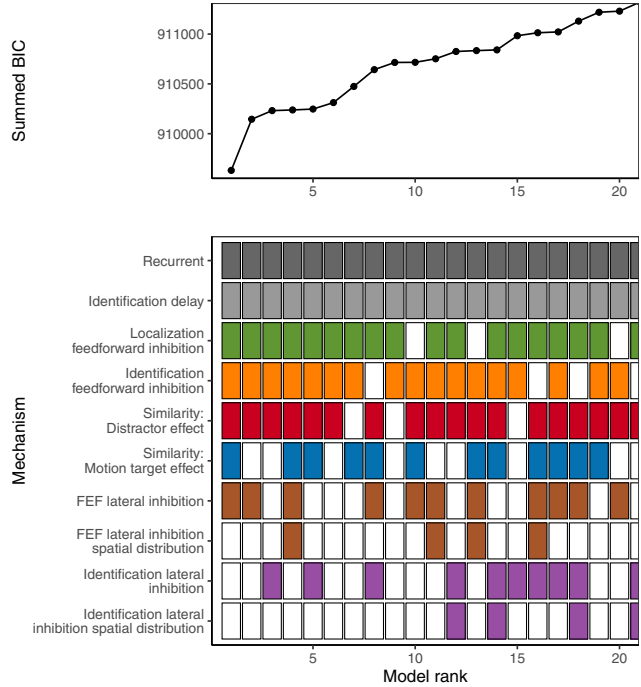 Summed BIC
911000
910500
910000
5
10
15
20
Mechanism
Recurrent
Identification delay
Localization
feedforward inhibition
Identification
feedforward inhibition
Similarity:
Distractor effect
Similarity:
Motion target effect
FEF lateral inhibition
FEF lateral inhibition
spatial distribution
Identification lateral
inhibition
Identification lateral
inhibition spatial distribution
5
10
15
20
Model rank